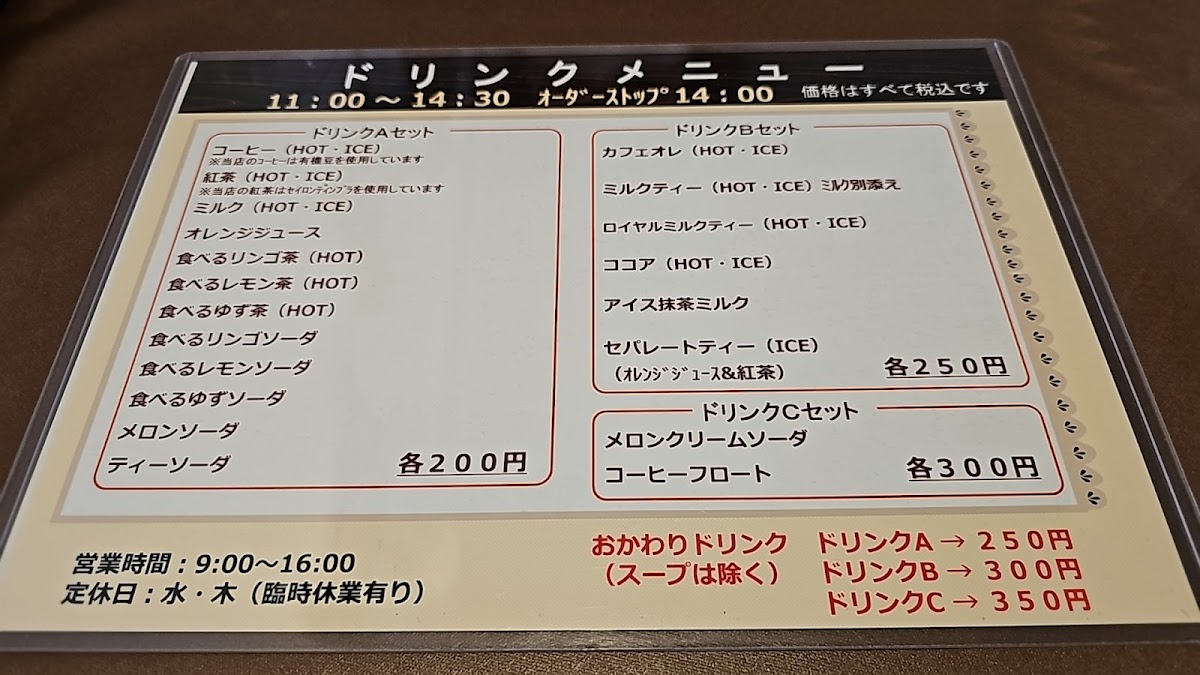 ドリンクメニュー
11：00～14：30 ｵｰﾀﾞｰｽﾄｯﾌﾟ14：00 価格はすべて税込です
ドリンクAセット
コーヒー（HOT・ICE）
※当店のｺｰﾋｰは有機豆を使用しています
紅茶（HOT・ICE）
※当店の紅茶はｾｲﾛﾝﾃｨﾝﾌﾞﾗを使用しています
ミルク（HOT・ICE）
オレンジジュース
食べるリンゴ茶（HOT）
食べるレモン茶（HOT）
食べるゆず茶（HOT）
食べるリンゴソーダ
食べるレモンソーダ
食べるゆずソーダ
メロンソーダ
ティーソーダ
各２００円
ドリンクBセット
カフェオレ（HOT・ICE）
ミルクティー（HOT・ICE）ﾐﾙｸ別添え
ロイヤルミルクティー（HOT・ICE）
ココア（HOT・ICE）
アイス抹茶ミルク
セパレートティー（ICE）
（ｵﾚﾝｼﾞｼﾞｭｰｽ&紅茶）
各２５０円
ドリンクCセット
メロンクリームソーダ
コーヒーフロート
各３００円
営業時間：9:00～16:00
定休日：水・木（臨時休業有り）
おかわりドリンク ドリンクA → ２５０円
（スープは除く） ドリンクB → ３００円
ドリンクC → ３５０円